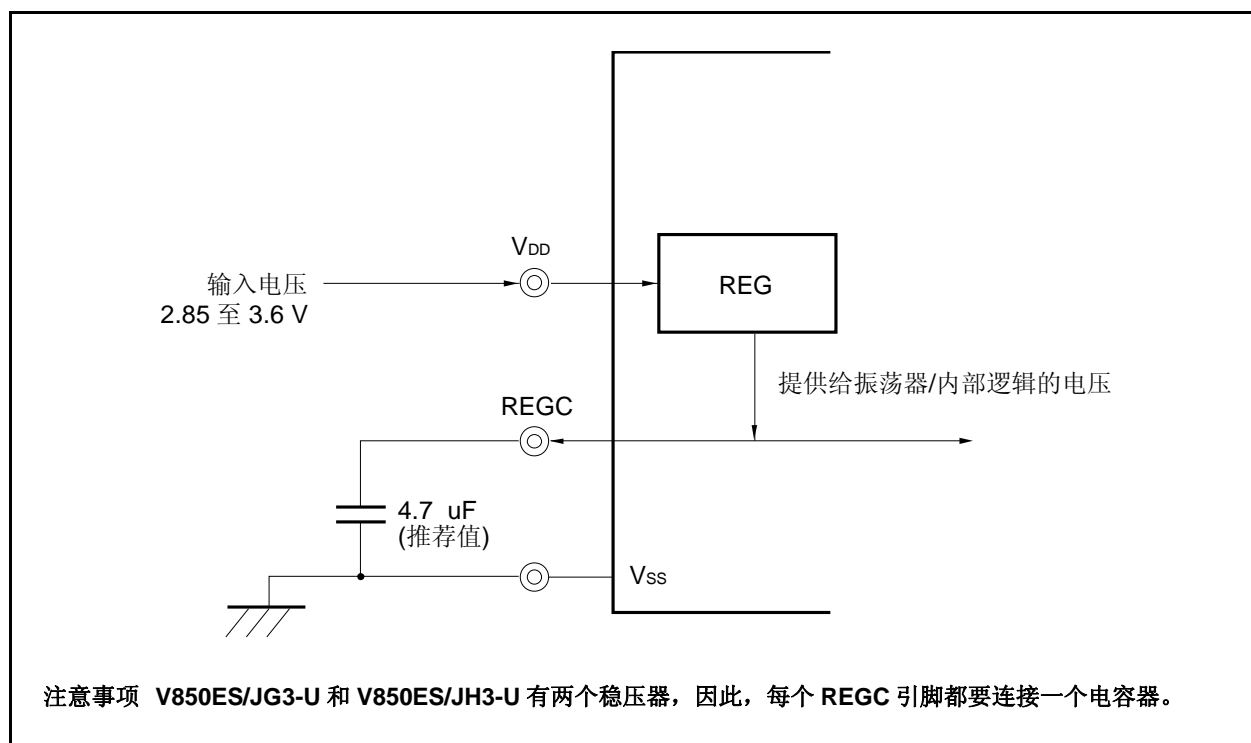 VDD
输入电压
2.85 至 3.6 V
REG
提供给振荡器/内部逻辑的电压
REGC
4.7 uF
(推荐值)
VSS
注意事项 V850ES/JG3-U 和 V850ES/JH3-U 有两个稳压器，因此，每个 REGC 引脚都要连接一个电容器。